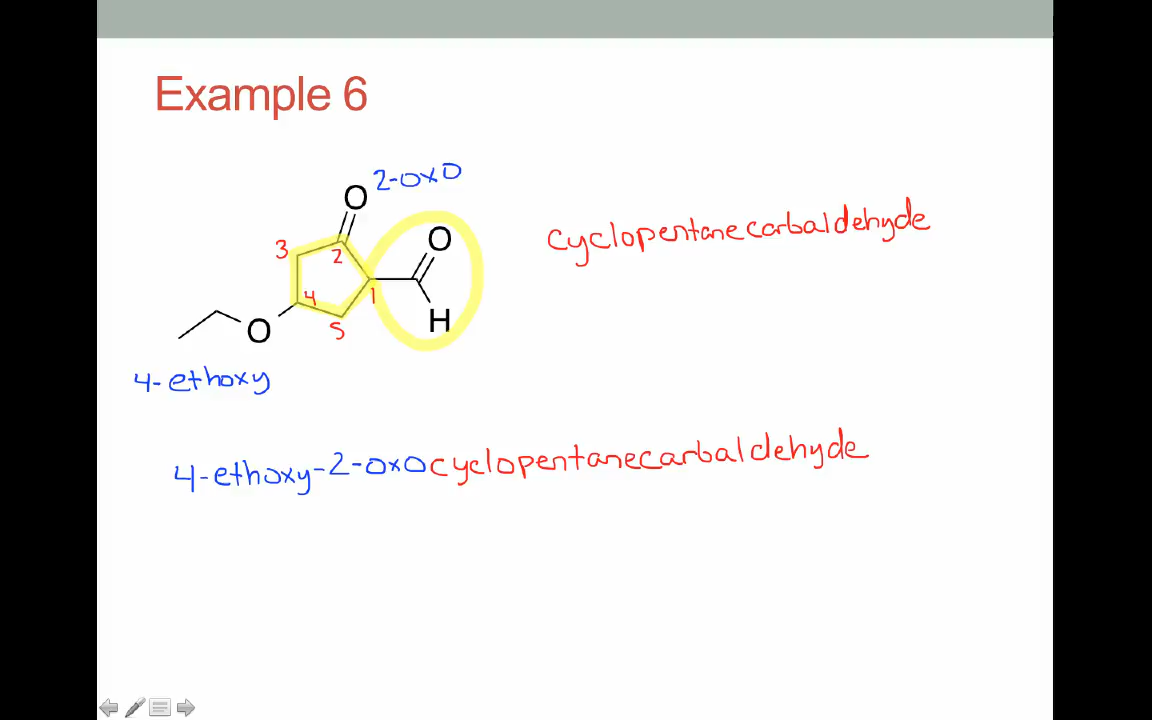 Example 6
O 2-oxo
O
cyclopentanecarbaldehyde
3
2
4
1
H
5
O
4-ethoxy
4-ethoxy-2-oxocyclopentanecarbaldehyde